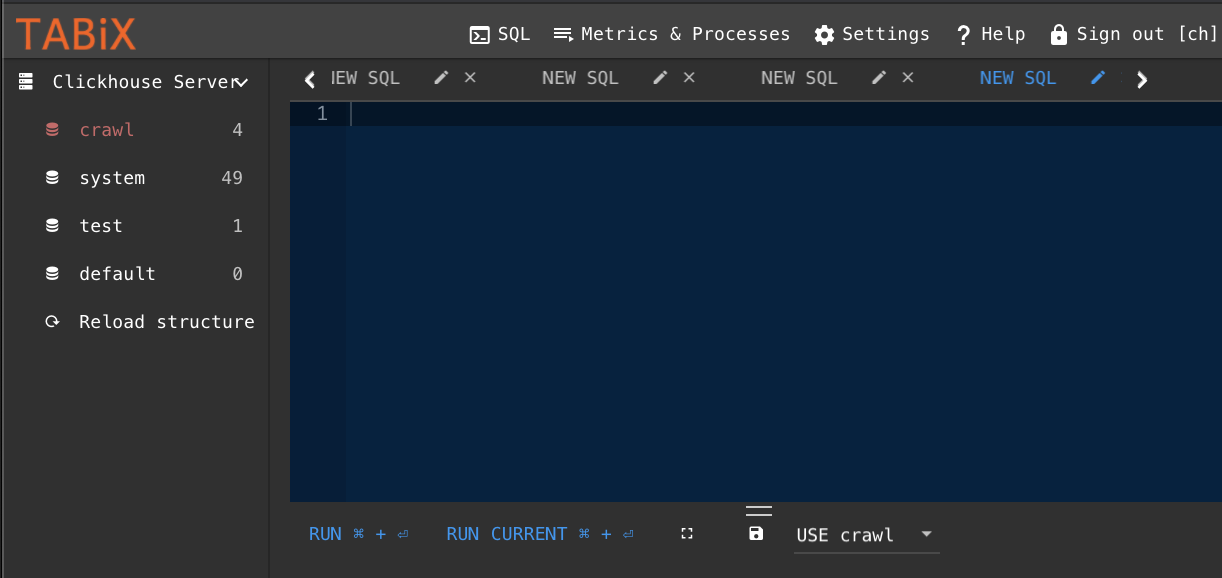 TABiX
SQL Metrics & Processes Settings Help Sign out [ch]
Clickhouse Server
crawl 4
system 49
test 1
default 0
Reload structure
IEW SQL NEW SQL NEW SQL NEW SQL
1
RUN ⌘ + ⏎ RUN CURRENT ⌘ + ⏎ USE crawl